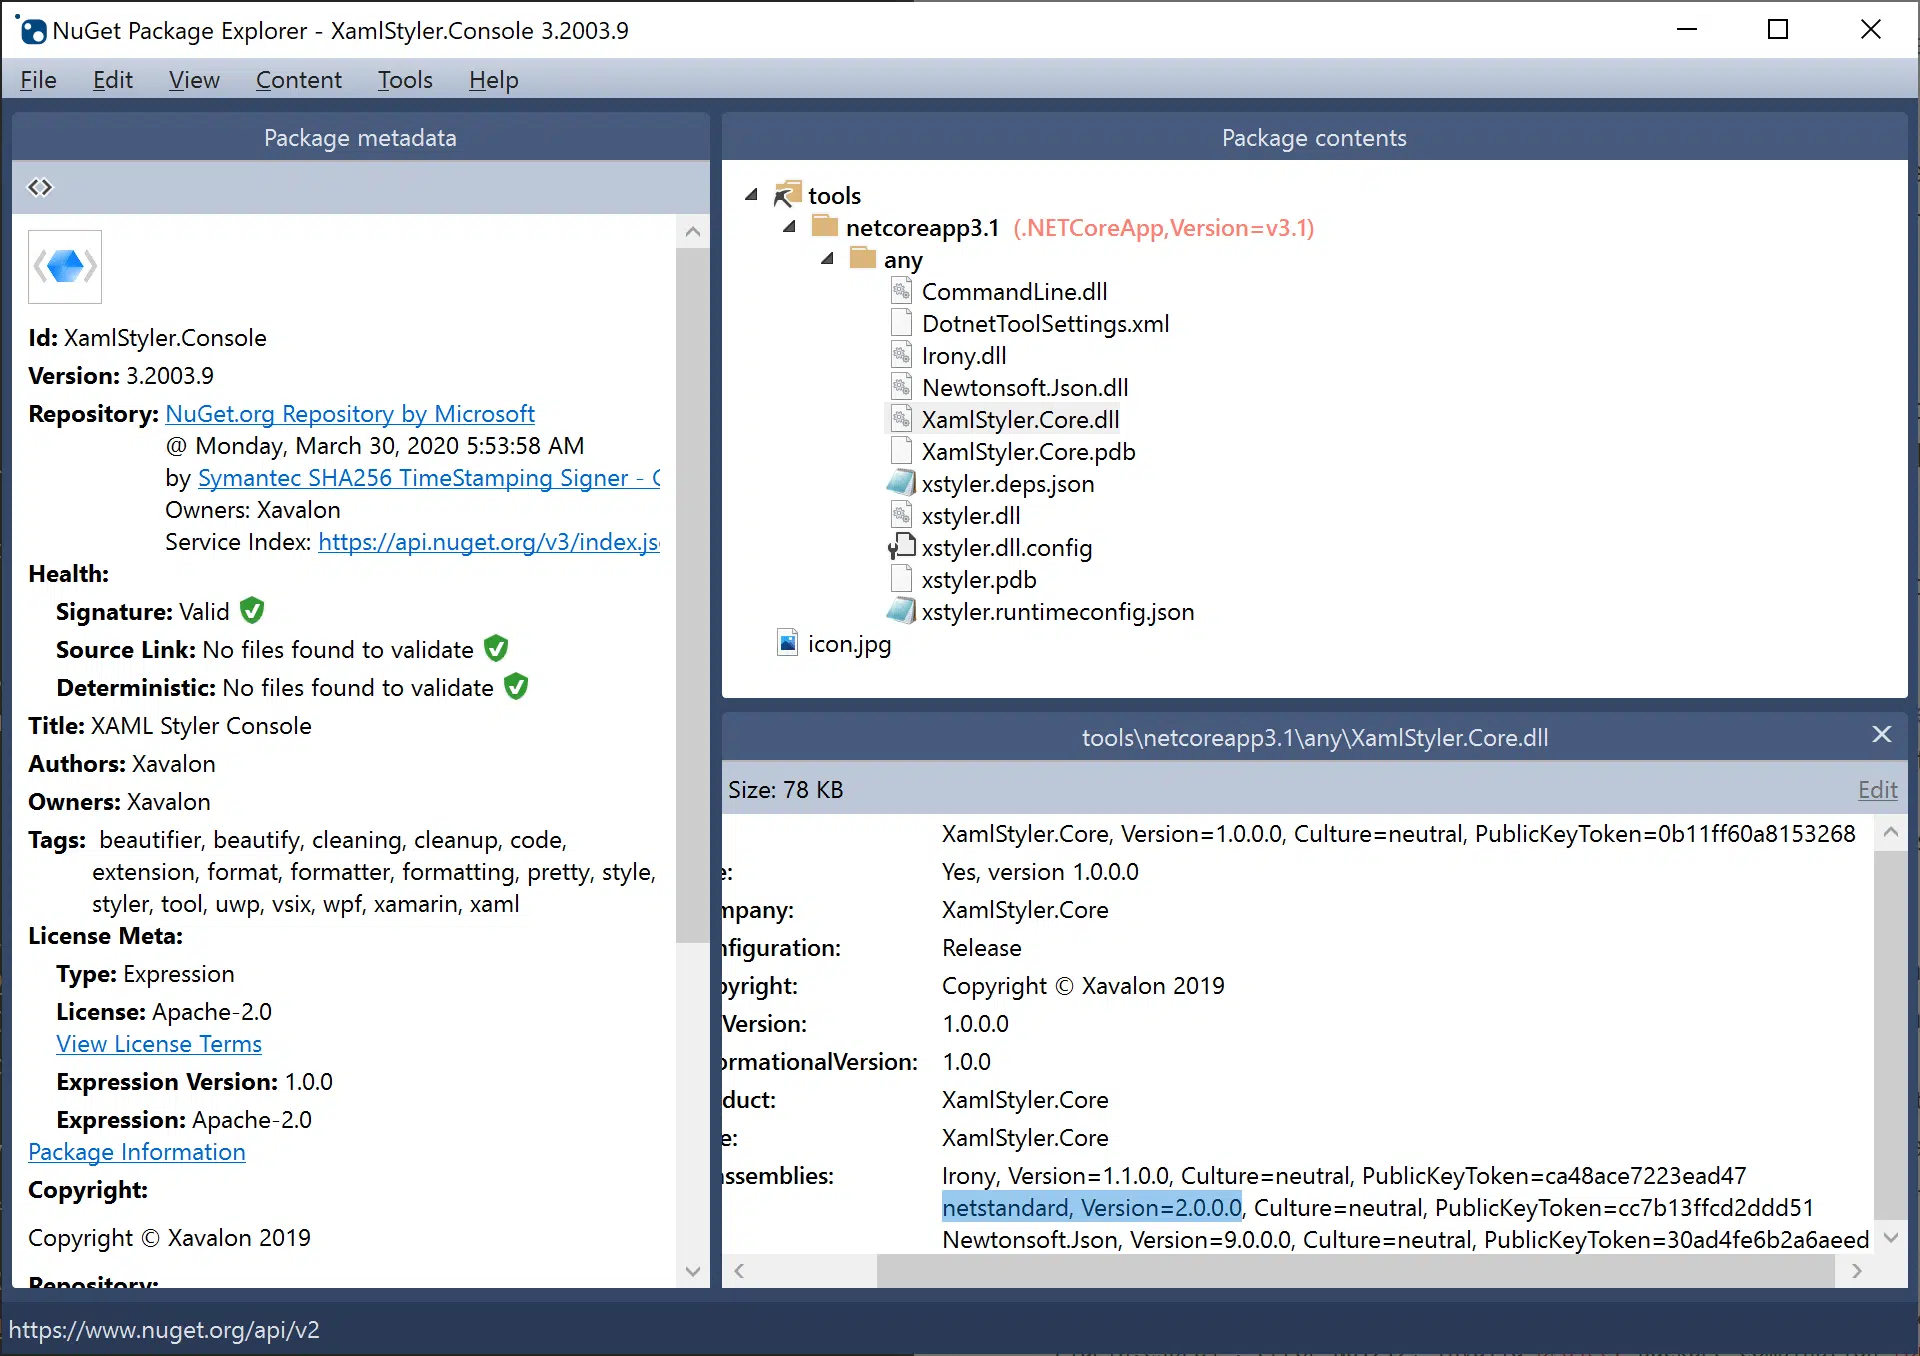 NuGet Package Explorer - XamlStyler.Console 3.2003.9
File Edit View Content Tools Help
Package metadata
Id: XamlStyler.Console
Version: 3.2003.9
Repository: NuGet.org Repository by Microsoft
@ Monday, March 30, 2020 5:53:58 AM
by Symantec SHA256 TimeStamping Signer -
Owners: Xavalon
Service Index: https://api.nuget.org/v3/index.js
Health:
Signature: Valid
Source Link: No files found to validate
Deterministic: No files found to validate
Title: XAML Styler Console
Authors: Xavalon
Owners: Xavalon
Tags: beautifier, beautify, cleaning, cleanup, code,
extension, format, formatter, formatting, pretty, style,
styler, tool, uwp, vsix, wpf, xamarin, xaml
License Meta:
Type: Expression
License: Apache-2.0
View License Terms
Expression Version: 1.0.0
Expression: Apache-2.0
Package Information
Copyright:
Copyright © Xavalon 2019
Repository:
Package contents
tools
netcoreapp3.1 (.NETCoreApp,Version=v3.1)
any
CommandLine.dll
DotnetToolSettings.xml
Irony.dll
Newtonsoft.Json.dll
XamlStyler.Core.dll
XamlStyler.Core.pdb
xstyler.deps.json
xstyler.dll
xstyler.dll.config
xstyler.pdb
xstyler.runtimeconfig.json
icon.jpg
tools\netcoreapp3.1\any\XamlStyler.Core.dll
Size: 78 KB Edit
XamlStyler.Core, Version=1.0.0.0, Culture=neutral, PublicKeyToken=0b11ff60a8153268
e: Yes, version 1.0.0.0
mpany: XamlStyler.Core
nfiguration: Release
pyright: Copyright © Xavalon 2019
Version: 1.0.0.0
ormationalVersion: 1.0.0
duct: XamlStyler.Core
e: XamlStyler.Core
ssemblies: Irony, Version=1.1.0.0, Culture=neutral, PublicKeyToken=ca48ace7223ead47
netstandard, Version=2.0.0.0, Culture=neutral, PublicKeyToken=cc7b13ffcd2ddd51
Newtonsoft.Json, Version=9.0.0.0, Culture=neutral, PublicKeyToken=30ad4fe6b2a6aeed
https://www.nuget.org/api/v2